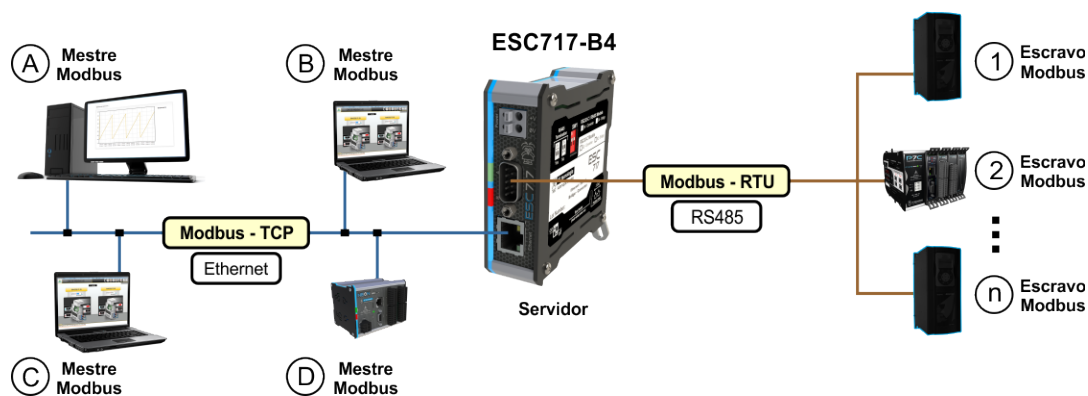 ESC717-B4
A
Mestre
Modbus
B
Mestre
Modbus
1
Escravo
Modbus
ESC717
Modbus - RTU
RS485
2
Escravo
Modbus
Modbus - TCP
Ethernet
Servidor
n
Escravo
Modbus
C
Mestre
Modbus
D
Mestre
Modbus